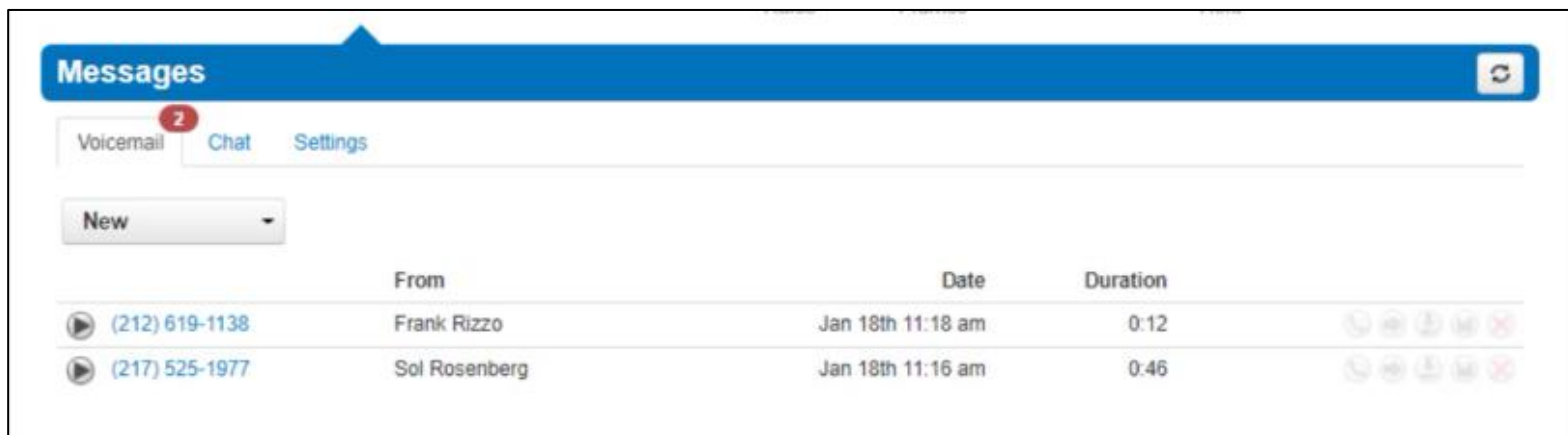 Messages
Voicemail 2 Chat Settings
New
From Date Duration
(212) 619-1138 Frank Rizzo Jan 18th 11:18 am 0:12
(217) 525-1977 Sol Rosenberg Jan 18th 11:16 am 0:46